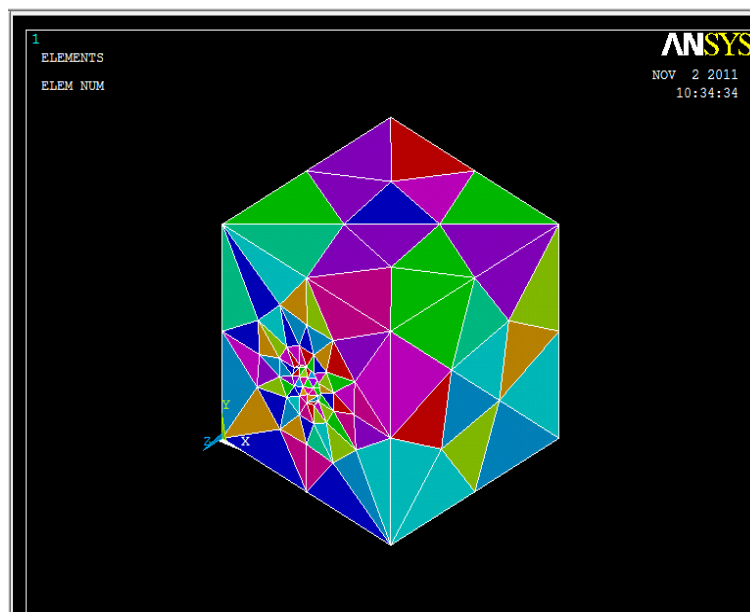 1
ANSYS
ELEMENTS
NOV 2 2011
ELEM NUM
10:34:34
Y
Z X